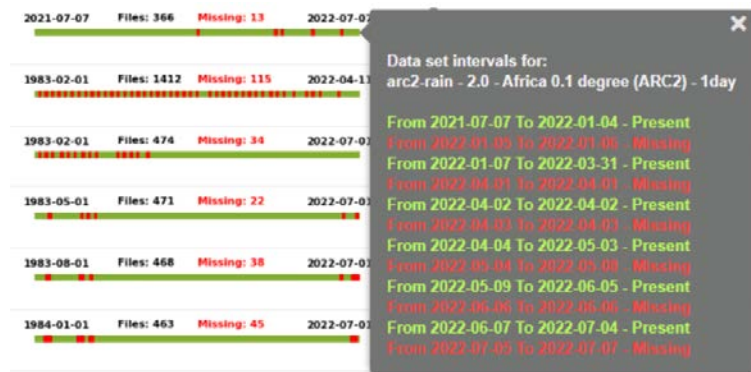 2021-07-07 Files: 366 Missing: 13 2022-07-07
1983-02-01 Files: 1412 Missing: 115 2022-04-11
1983-02-01 Files: 474 Missing: 34 2022-07-01
1983-05-01 Files: 471 Missing: 22 2022-07-01
1983-08-01 Files: 468 Missing: 38 2022-07-01
1984-01-01 Files: 463 Missing: 45 2022-07-01
Data set intervals for:
arc2-rain - 2.0 - Africa 0.1 degree (ARC2) - 1day
From 2021-07-07 To 2022-01-04 - Present
From 2022-01-05 To 2022-01-06 - Missing
From 2022-01-07 To 2022-03-31 - Present
From 2022-04-01 To 2022-04-01 - Missing
From 2022-04-02 To 2022-04-02 - Present
From 2022-04-03 To 2022-04-03 - Missing
From 2022-04-04 To 2022-05-03 - Present
From 2022-05-04 To 2022-05-08 - Missing
From 2022-05-09 To 2022-06-05 - Present
From 2022-06-06 To 2022-06-06 - Missing
From 2022-06-07 To 2022-07-04 - Present
From 2022-07-05 To 2022-07-07 - Missing